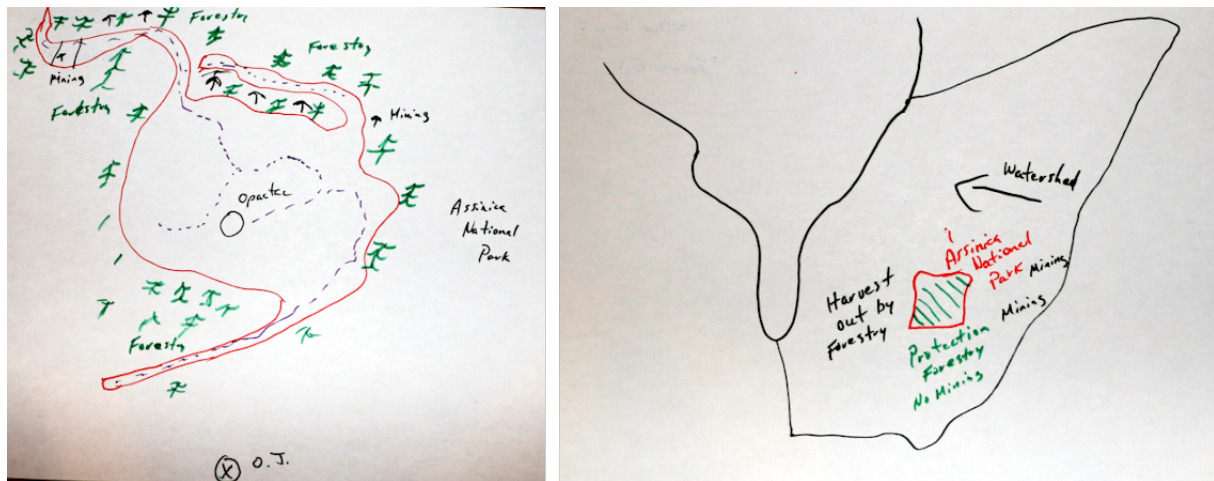 Forestry
Forestry
Mining
Forestry
Mining
Opactee
Assinica
National
Park
Forestry
X O.J.
Watershed
Assinica
National
Park
Mining
Mining
Harvest
out by
Forestry
Protection
Forestry
No Mining